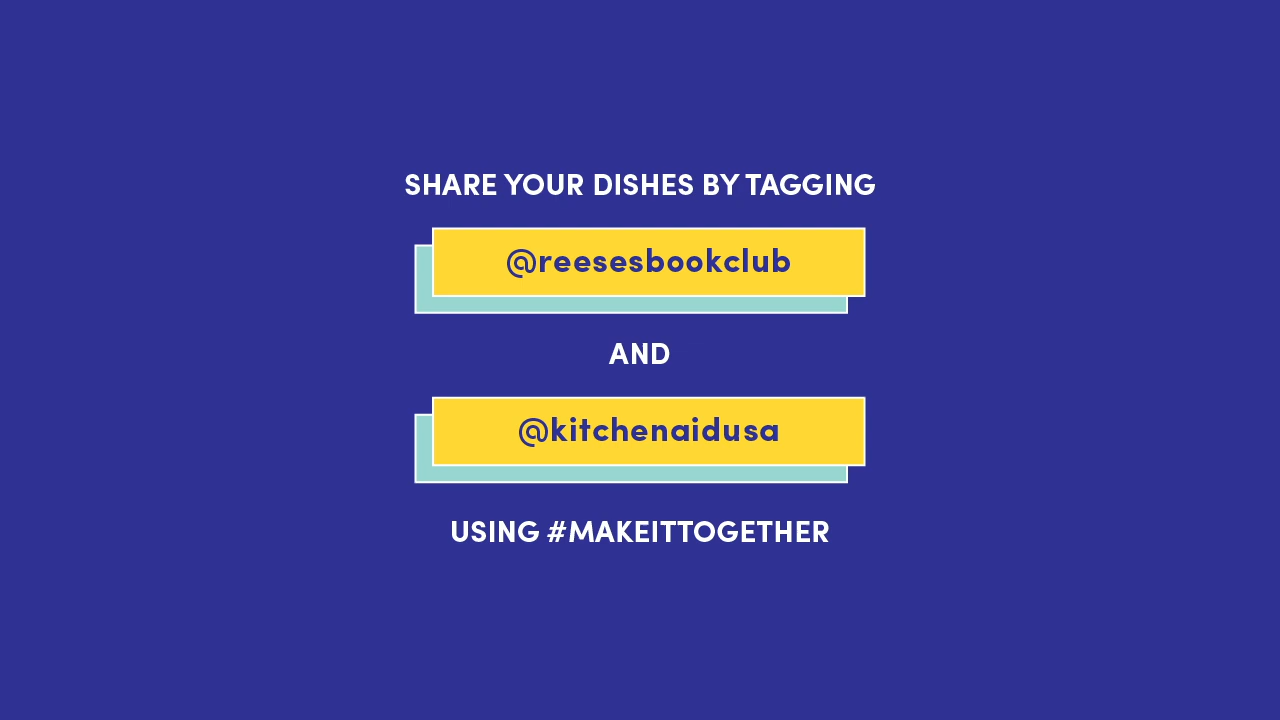 SHARE YOUR DISHES BY TAGGING
@reesesbookclub
AND
@kitchenaidusa
USING #MAKEITTOGETHER